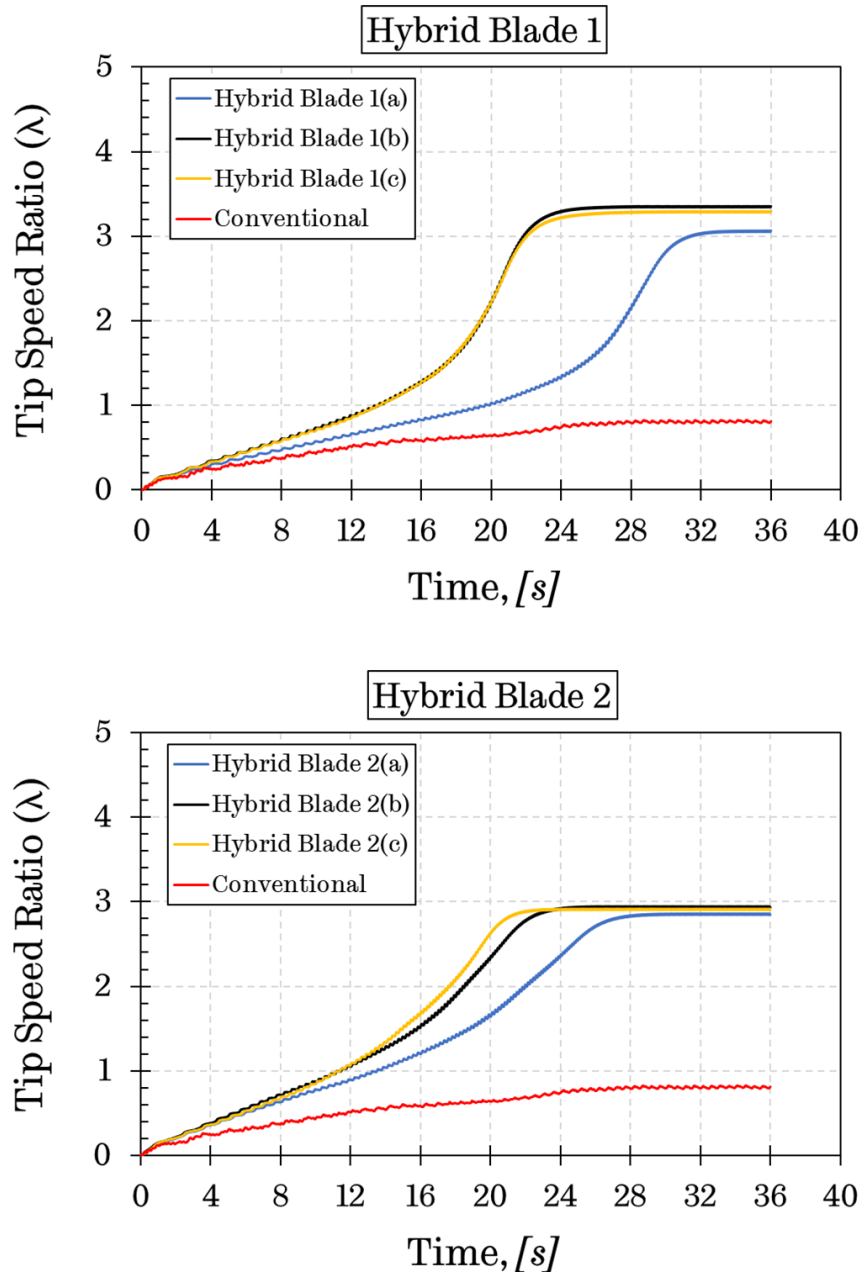 Hybrid Blade 1
5
4
3
2
1
0
Tip Speed Ratio (λ)
Hybrid Blade 1(a)
Hybrid Blade 1(b)
Hybrid Blade 1(c)
Conventional
0 4 8 12 16 20 24 28 32 36 40
Time, [s]
Hybrid Blade 2
5
4
3
2
1
0
Tip Speed Ratio (λ)
Hybrid Blade 2(a)
Hybrid Blade 2(b)
Hybrid Blade 2(c)
Conventional
0 4 8 12 16 20 24 28 32 36 40
Time, [s]